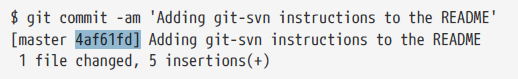 $ git commit -am 'Adding git-svn instructions to the README'
[master 4af61fd] Adding git-svn instructions to the README
 1 file changed, 5 insertions(+)